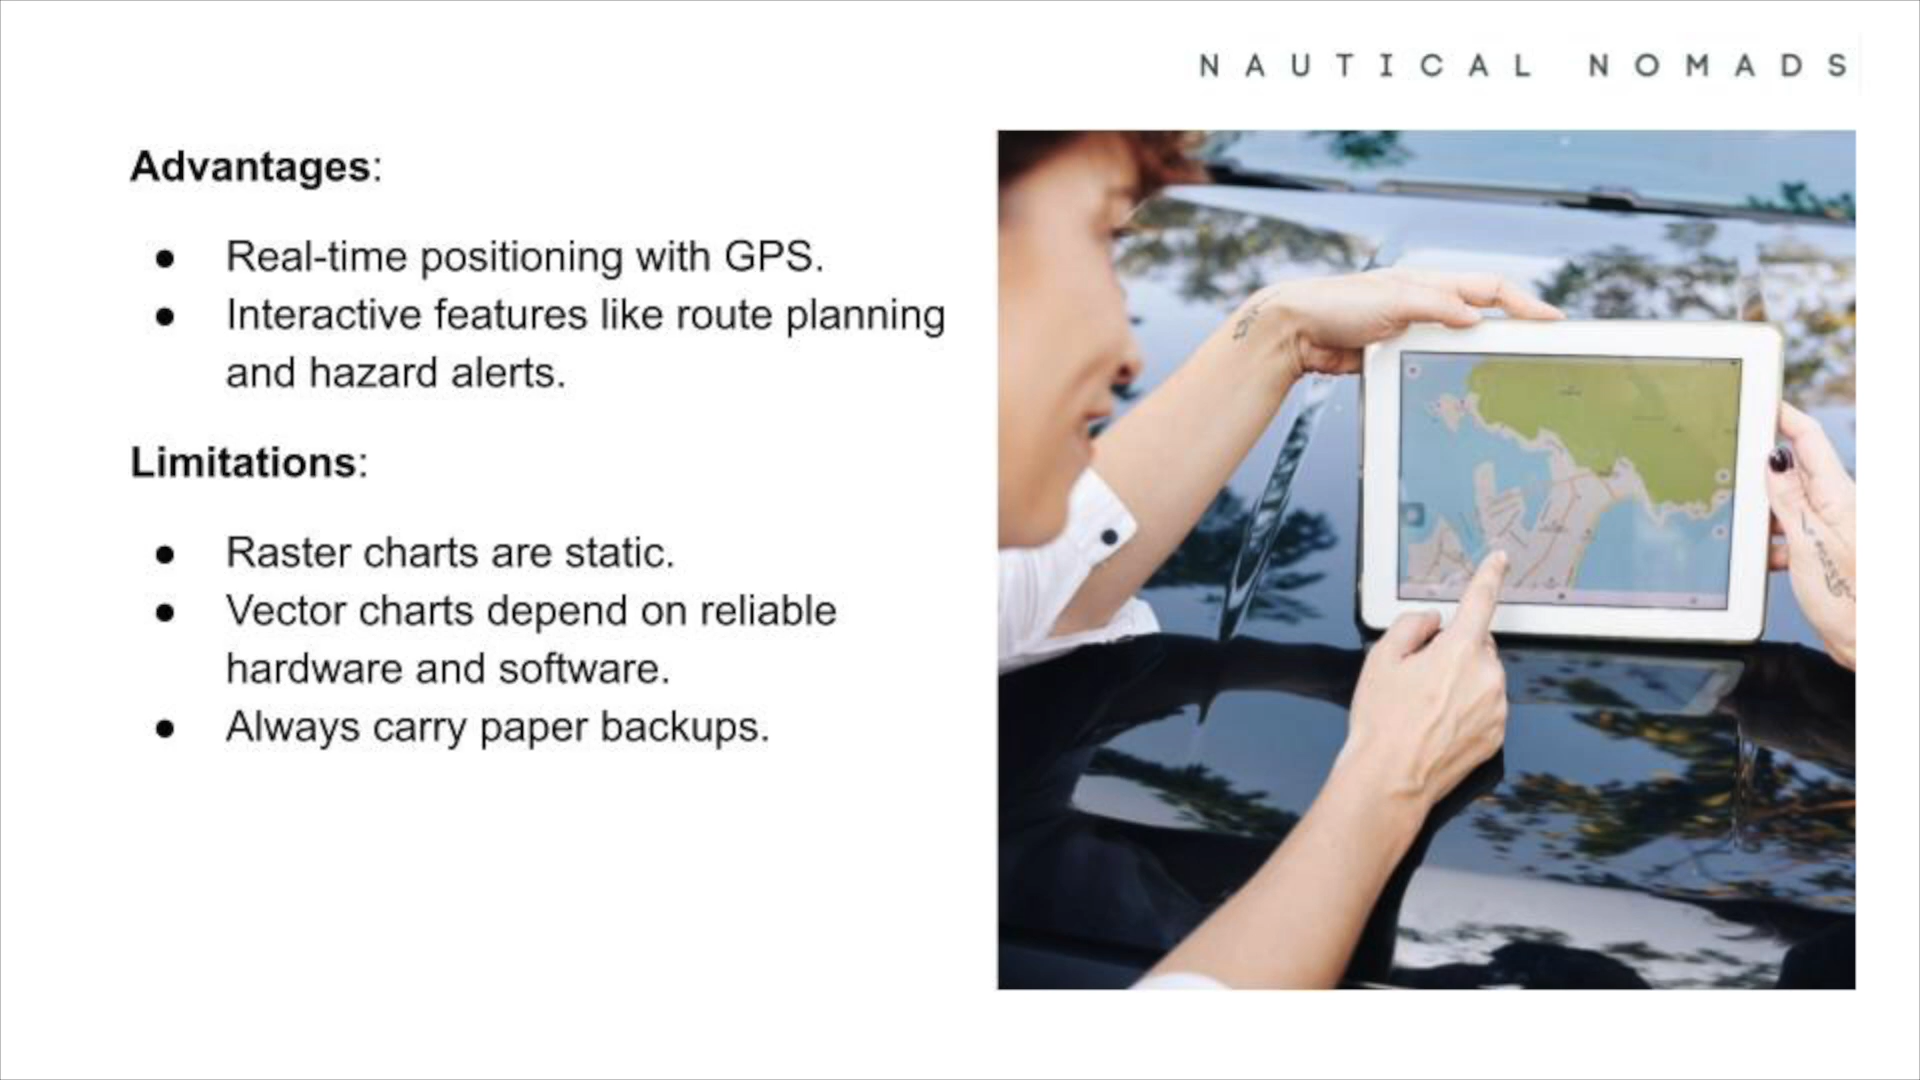 NAUTICAL NOMADS
Advantages:
● Real-time positioning with GPS.
● Interactive features like route planning
and hazard alerts.
Limitations:
● Raster charts are static.
● Vector charts depend on reliable
hardware and software.
● Always carry paper backups.